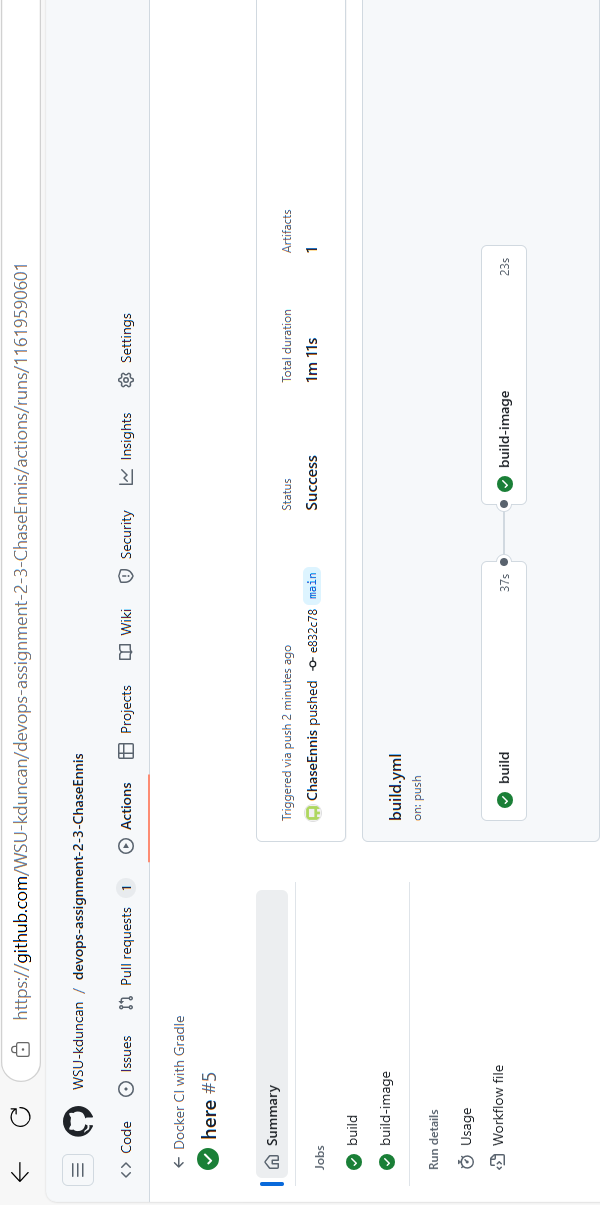 https://github.com/WSU-kduncan/devops-assignment-2-3-ChaseEnnis/actions/runs/11619590601
WSU-kduncan / devops-assignment-2-3-ChaseEnnis
Code Issues Pull requests 1 Actions Projects Wiki Security Insights Settings
Docker CI with Gradle
here #5
Summary
Jobs
build
build-image
Run details
Usage
Workflow file
Triggered via push 2 minutes ago
ChaseEnnis pushed e832c78 main
Status
Success
Total duration
1m 11s
Artifacts
1
build.yml
on: push
build 37s
build-image 23s